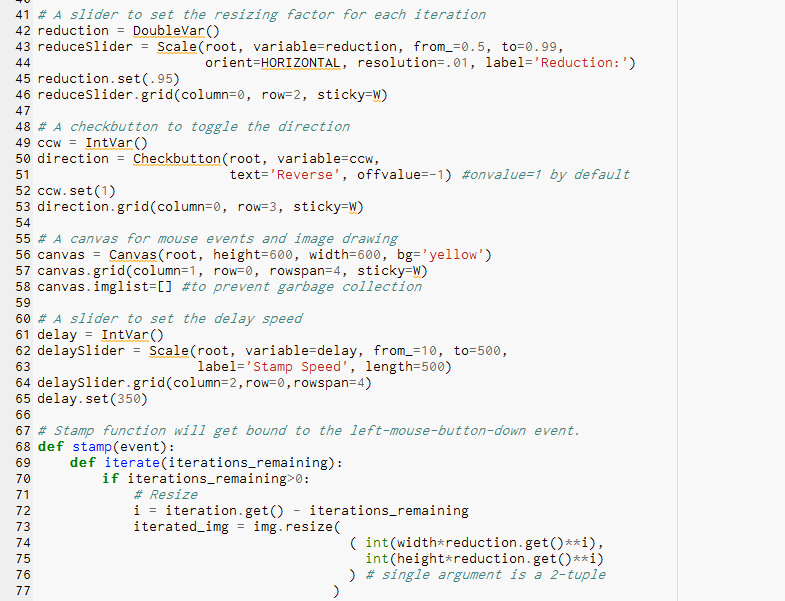 41 # A slider to set the resizing factor for each iteration
42 reduction = DoubleVar()
43 reduceSlider = Scale(root, variable=reduction, from_=0.5, to=0.99,
44                      orient=HORIZONTAL, resolution=.01, label='Reduction:')
45 reduction.set(.95)
46 reduceSlider.grid(column=0, row=2, sticky=W)
47
48 # A checkbutton to toggle the direction
49 ccw = IntVar()
50 direction = Checkbutton(root, variable=ccw,
51                         text='Reverse', offvalue=-1) #onvalue=1 by default
52 ccw.set(1)
53 direction.grid(column=0, row=3, sticky=W)
54
55 # A canvas for mouse events and image drawing
56 canvas = Canvas(root, height=600, width=600, bg='yellow')
57 canvas.grid(column=1, row=0, rowspan=4, sticky=W)
58 canvas.imglist=[] #to prevent garbage collection
59
60 # A slider to set the delay speed
61 delay = IntVar()
62 delaySlider = Scale(root, variable=delay, from_=10, to=500,
63                     label='Stamp Speed', length=500)
64 delaySlider.grid(column=2,row=0,rowspan=4)
65 delay.set(350)
66
67 # Stamp function will get bound to the left-mouse-button-down event.
68 def stamp(event):
69     def iterate(iterations_remaining):
70         if iterations_remaining>0:
71             # Resize
72             i = iteration.get() - iterations_remaining
73             iterated_img = img.resize(
74                                        ( int(width*reduction.get()**i),
75                                          int(height*reduction.get()**i)
76                                        ) # single argument is a 2-tuple
77                                      )